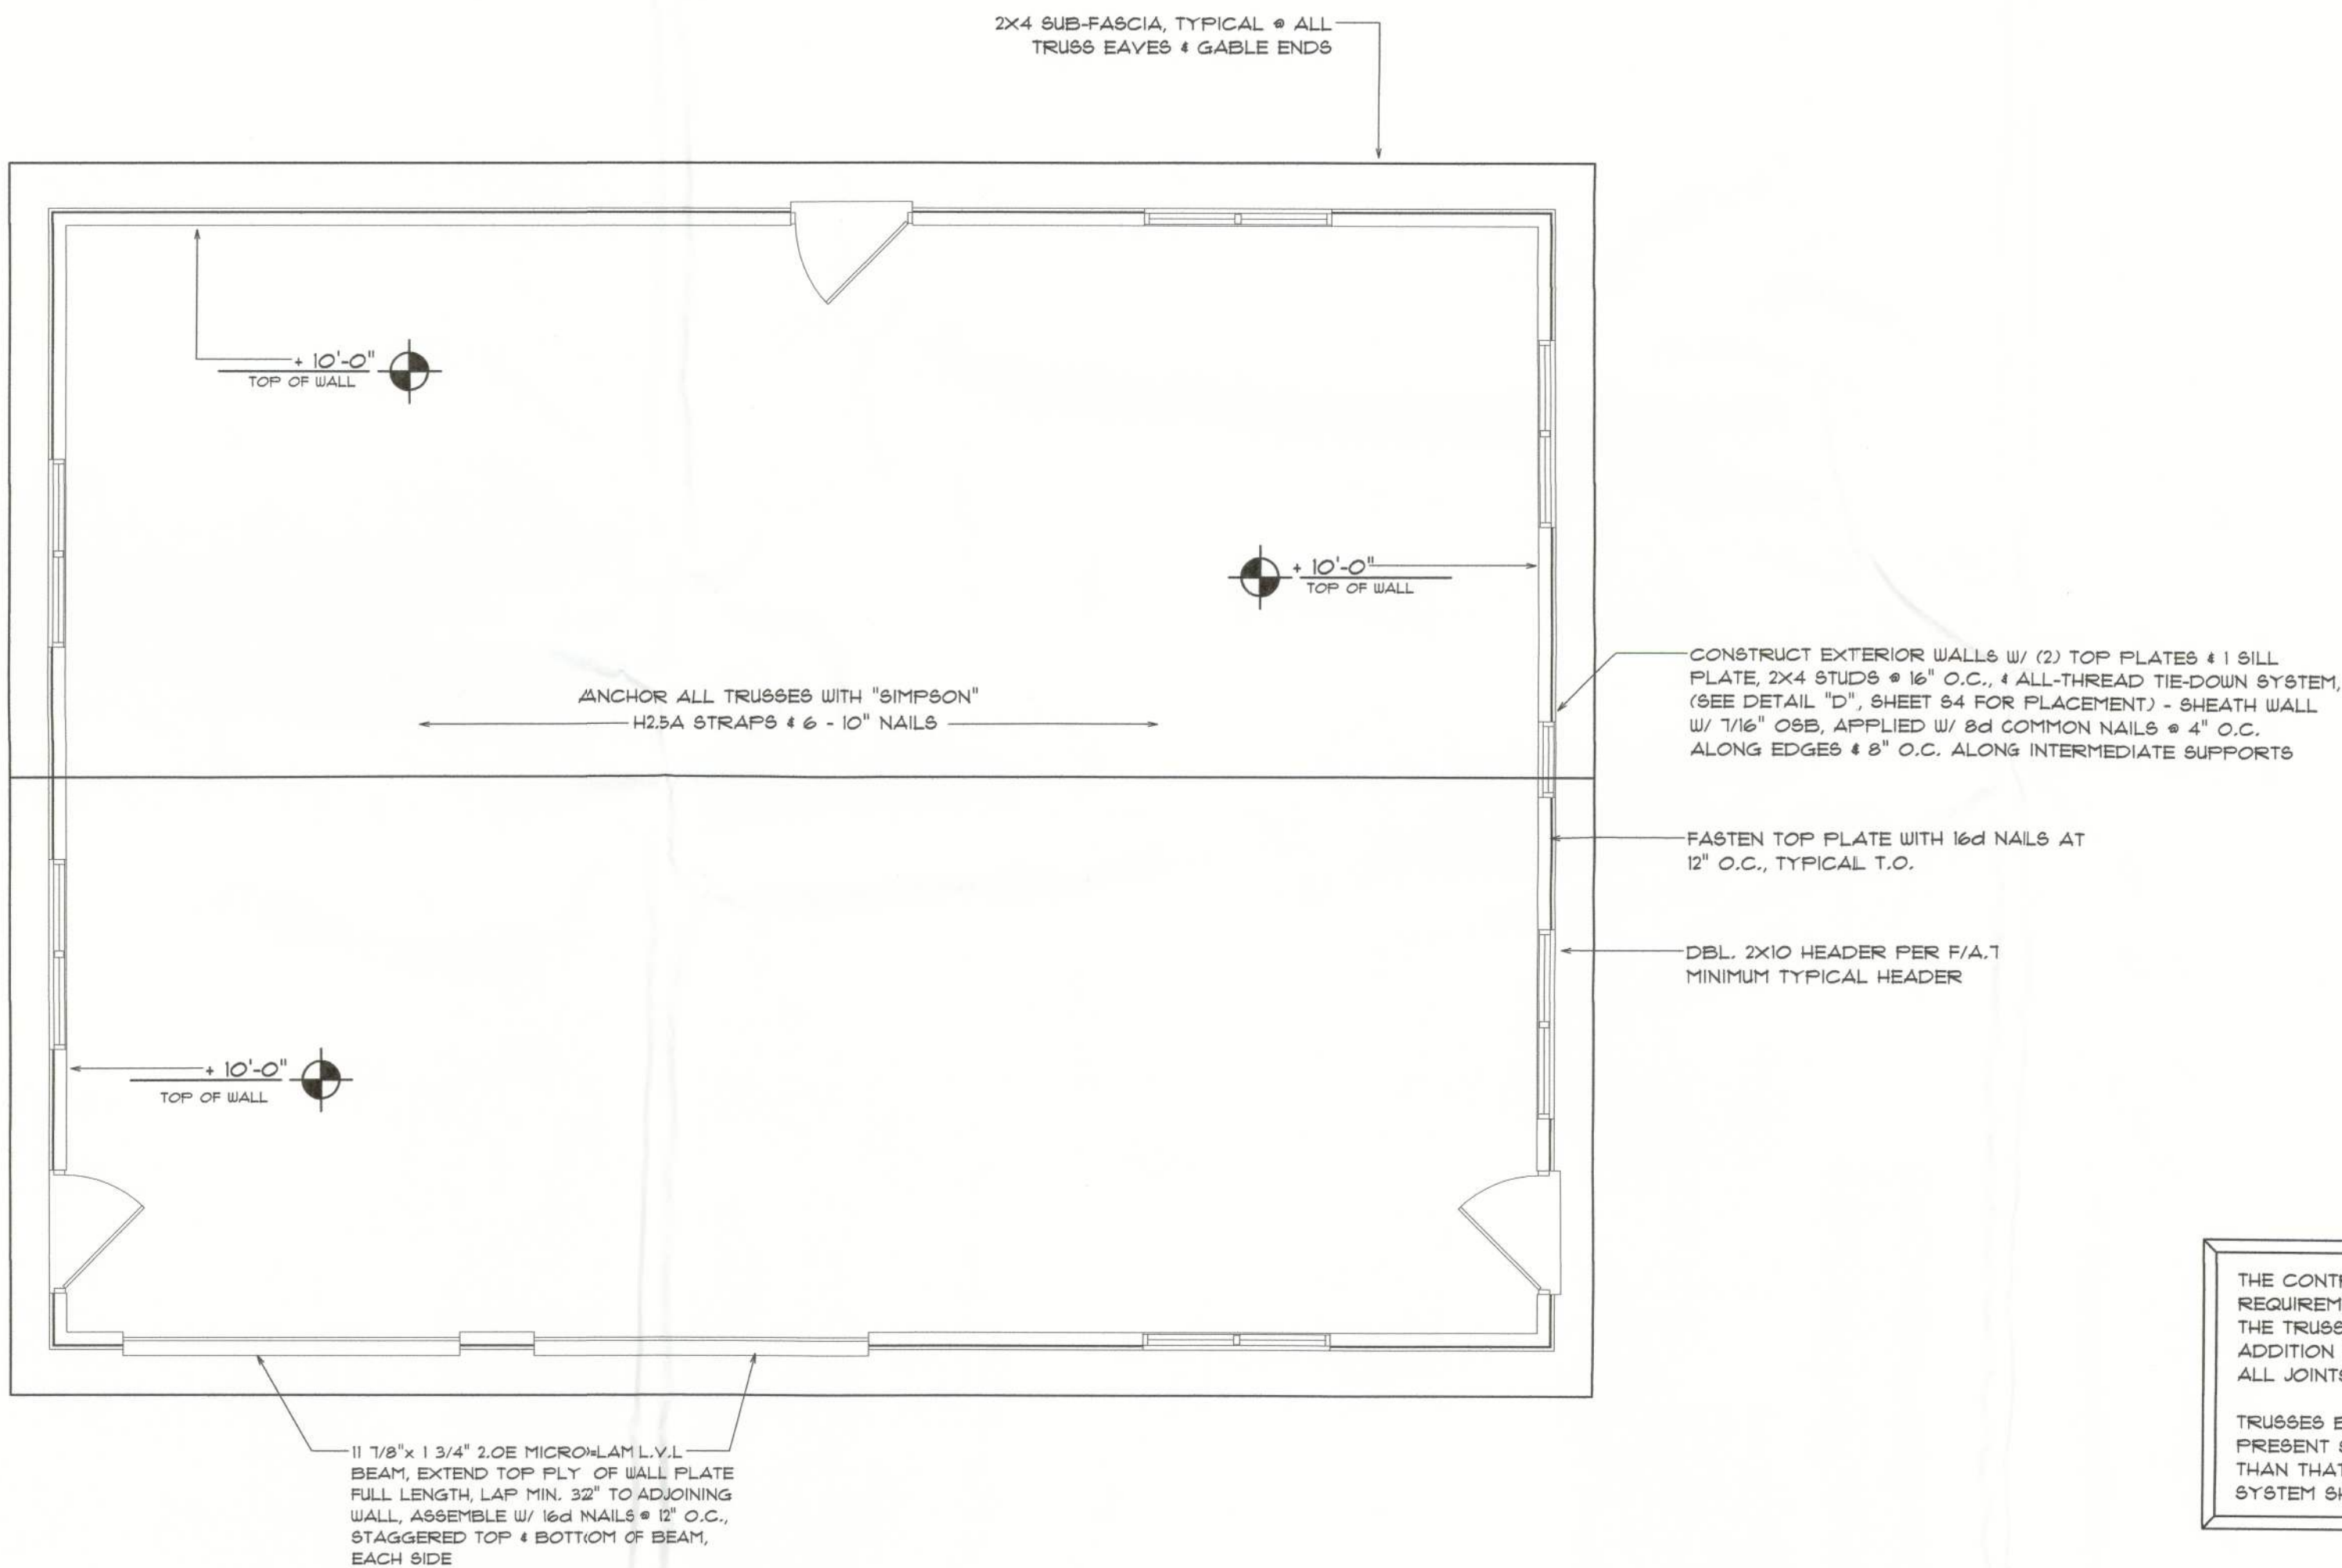 2X4 SUB-FASCIA, TYPICAL @ ALL
TRUSS EAVES & GABLE ENDS
+ 10'-0"
TOP OF WALL
+ 10'-0"
TOP OF WALL
ANCHOR ALL TRUSSES WITH "SIMPSON"
H2.5A STRAPS & 6 - 10" NAILS
CONSTRUCT EXTERIOR WALLS W/ (2) TOP PLATES & 1 SILL
PLATE, 2X4 STUDS @ 16" O.C., & ALL-THREAD TIE-DOWN SYSTEM,
(SEE DETAIL "D", SHEET S4 FOR PLACEMENT) - SHEATH WALL
W/ 7/16" OSB, APPLIED W/ 8d COMMON NAILS @ 4" O.C.
ALONG EDGES & 8" O.C. ALONG INTERMEDIATE SUPPORTS
FASTEN TOP PLATE WITH 16d NAILS AT
12" O.C., TYPICAL T.O.
DBL. 2X10 HEADER PER F/A.7
MINIMUM TYPICAL HEADER
+ 10'-0"
TOP OF WALL
11 7/8"x 1 3/4" 2.0E MICRO=LAM L.V.L
BEAM, EXTEND TOP PLY OF WALL PLATE
FULL LENGTH, LAP MIN. 32" TO ADJOINING
WALL, ASSEMBLE W/ 16d NAILS @ 12" O.C.,
STAGGERED TOP & BOTTOM OF BEAM,
EACH SIDE
THE CONT
REQUIREM
THE TRUSS
ADDITION
ALL JOINTS
TRUSSES
PRESENT
THAN THAT
SYSTEM